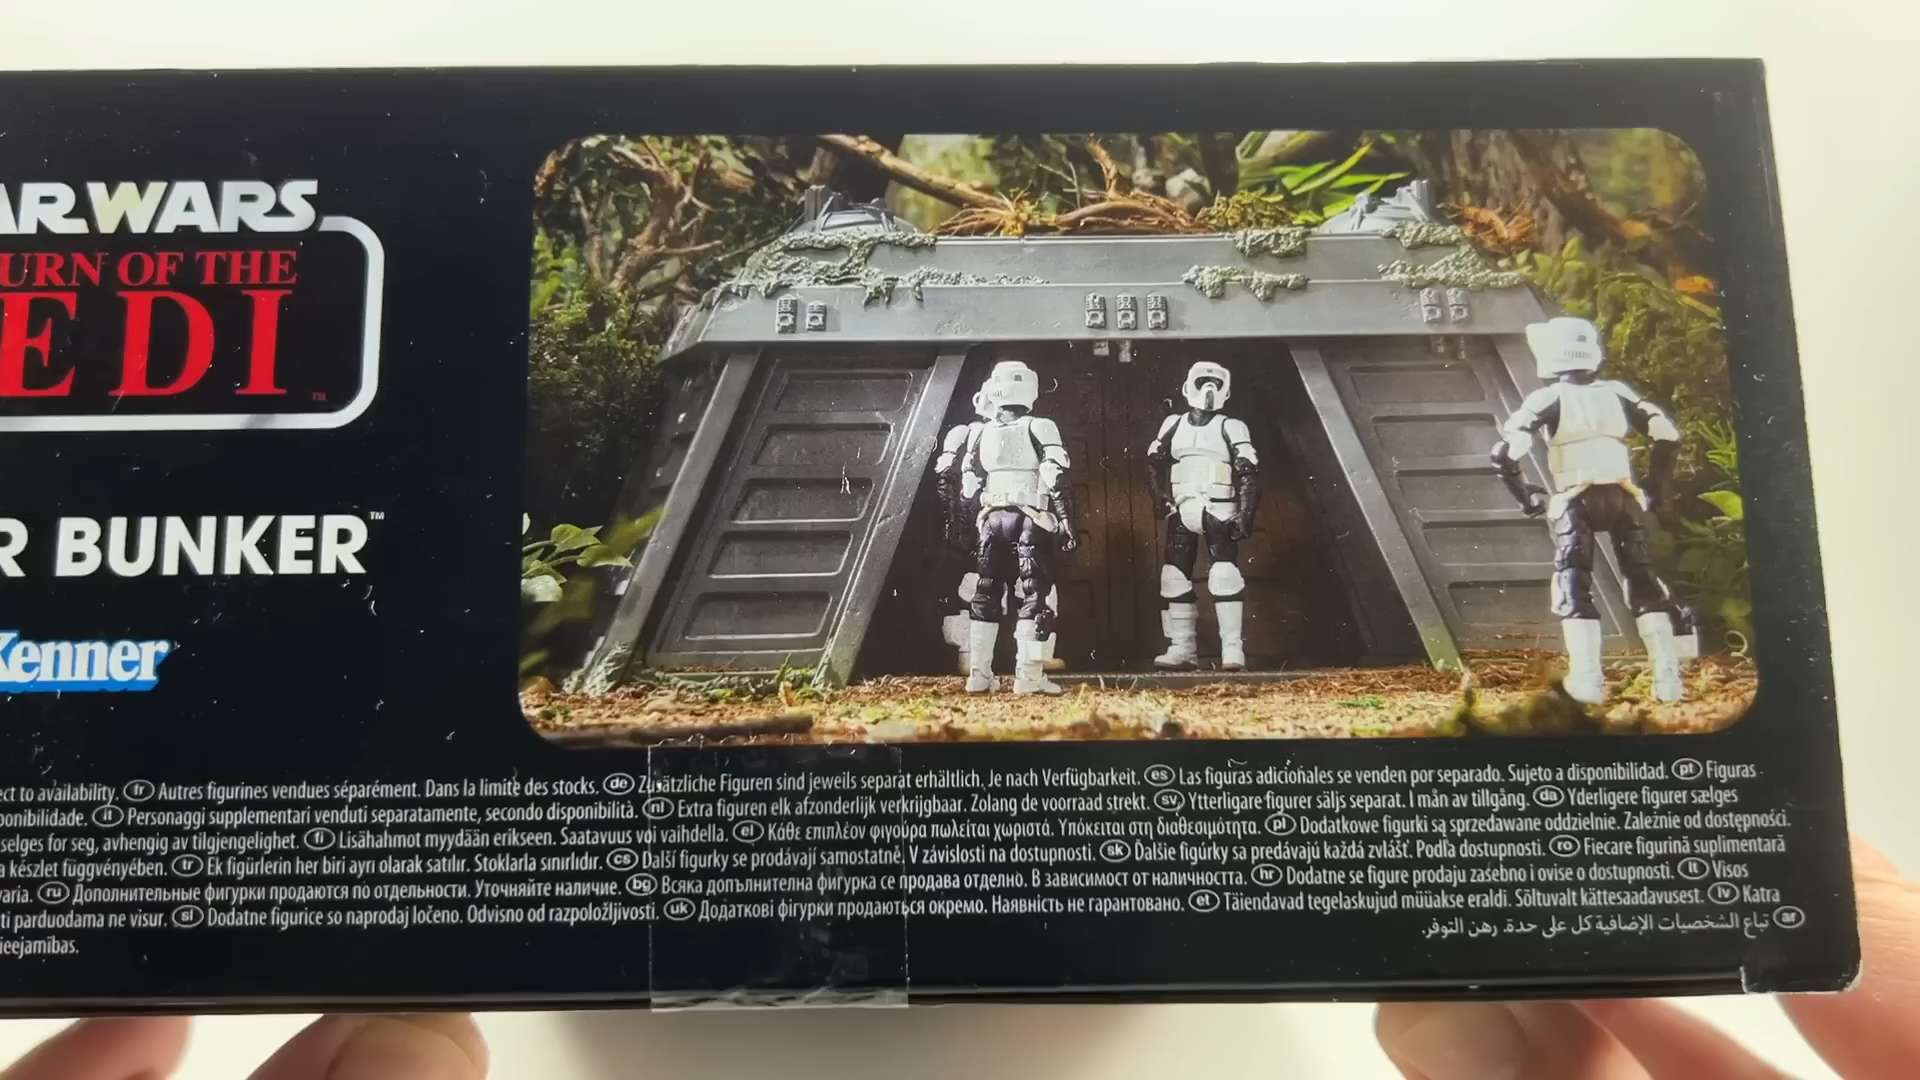 AR WARS
URN OF THE
EDI ™
R BUNKER™
Kenner
ect to availability. fr Autres figurines vendues séparément. Dans la limite des stocks. de Zusätzliche Figuren sind jeweils separat erhältlich. Je nach Verfügbarkeit. es Las figuras adicionales se venden por separado. Sujeto a disponibilidad. pt Figuras
ponibilidade. it Personaggi supplementari venduti separatamente, secondo disponibilità. nl Extra figuren elk afzonderlijk verkrijgbaar. Zolang de voorraad strekt. sv Ytterligare figurer säljs separat. I mån av tillgång. da Yderligere figurer sælges
selges for seg, avhengig av tilgjengelighet. fi Lisähahmot myydään erikseen. Saatavuus voi vaihdella. el Κάθε επιπλέον φιγούρα πωλείται χωριστά. Υπόκειται στη διαθεσιμότητα. pl Dodatkowe figurki są sprzedawane oddzielnie. Zależnie od dostępności.
a készlet függvényében. tr Ek figürlerin her biri ayrı olarak satılır. Stoklarla sınırlıdır. cs Další figurky se prodávají samostatně. V závislosti na dostupnosti. sk Ďalšie figúrky sa predávajú každá zvlášť. Podľa dostupnosti. ro Fiecare figurină suplimentară
varia. ru Дополнительные фигурки продаются по отдельности. Уточняйте наличие. bg Всяка допълнителна фигурка се продава отделно. В зависимост от наличността. hr Dodatne se figure prodaju zasebno i ovise o dostupnosti. lt Visos
ti parduodama ne visur. sl Dodatne figurice so naprodaj ločeno. Odvisno od razpoložljivosti. uk Додаткові фігурки продаються окремо. Наявність не гарантовано. et Täiendavad tegelaskujud müüakse eraldi. Sõltuvalt kättesaadavusest. lv Katra
ieejamības.
ar تباع الشخصيات الإضافية كل على حدة. رهن التوفر.